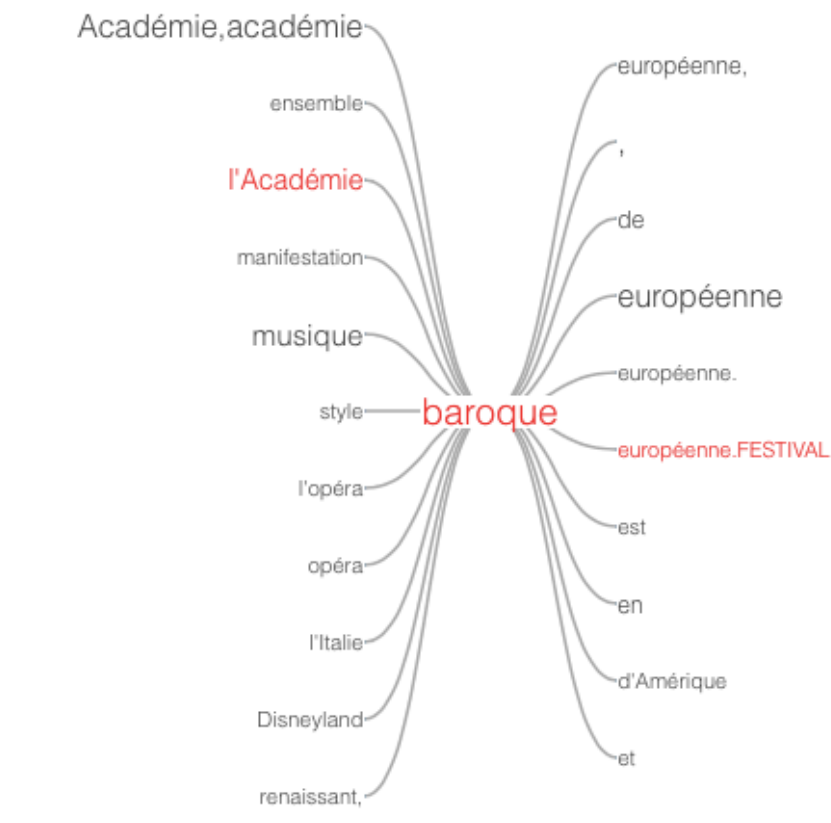 Académie,académie
ensemble
l'Académie
manifestation
musique
style
l'opéra
opéra
l'Italie
Disneyland
renaissant,
baroque
européenne,
,
de
européenne
européenne.
européenne.FESTIVAL
est
en
d'Amérique
et